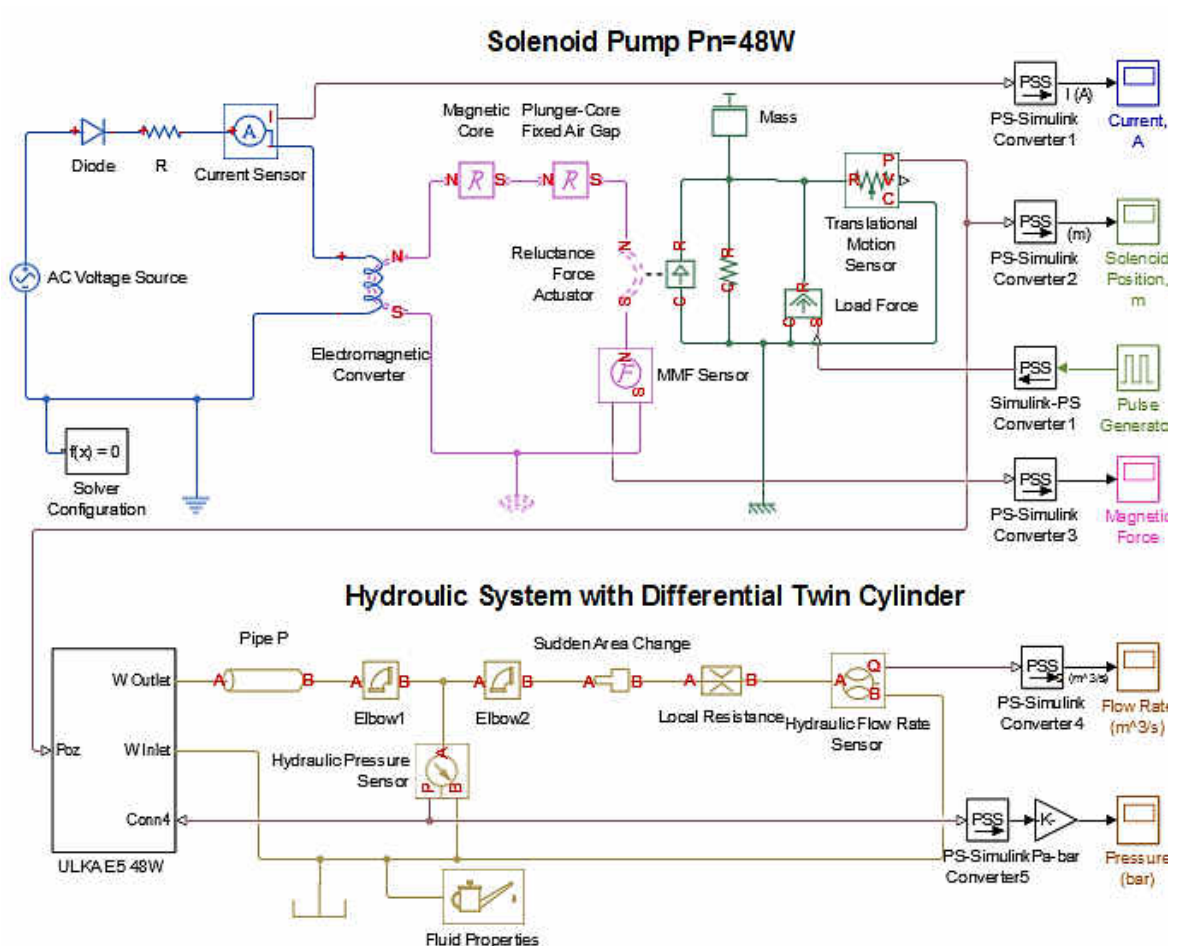 Solenoid Pump Pn=48W
PSS
I (A)
PS-Simulink
Converter1
Current,
A
Magnetic
Core
Plunger-Core
Fixed Air Gap
Mass
A
I
Diode
R
Current Sensor
N
R
S
N
R
S
R
P
V
C
Translational
Motion
Sensor
PSS
(m)
PS-Simulink
Converter2
Solenoid
Position,
m
AC Voltage Source
N
S
Electromagnetic
Converter
Reluctance
Force
Actuator
N
S
R
C
R
C
R
C
S
Load Force
N
F
S
MMF Sensor
PSS
Simulink-PS
Converter1
Pulse
Generato
f(x) = 0
Solver
Configuration
PSS
PS-Simulink
Converter3
Magnetic
Force
Hydroulic System with Differential Twin Cylinder
Pipe P
Sudden Area Change
W Outlet
A
B
A
B
Elbow1
A
B
Elbow2
A
B
A
B
Local Resistance
A
Q
B
Hydraulic Flow Rate
Sensor
PSS
(m^3/s)
PS-Simulink
Converter4
Flow Rate
(m^3/s)
Poz
W Inlet
Hydraulic Pressure
Sensor
A
P
B
Conn4
ULKA E5 48W
PSS
K-
PS-Simulink
Converter5
Pa-bar
Pressure
(bar)
Fluid Properties